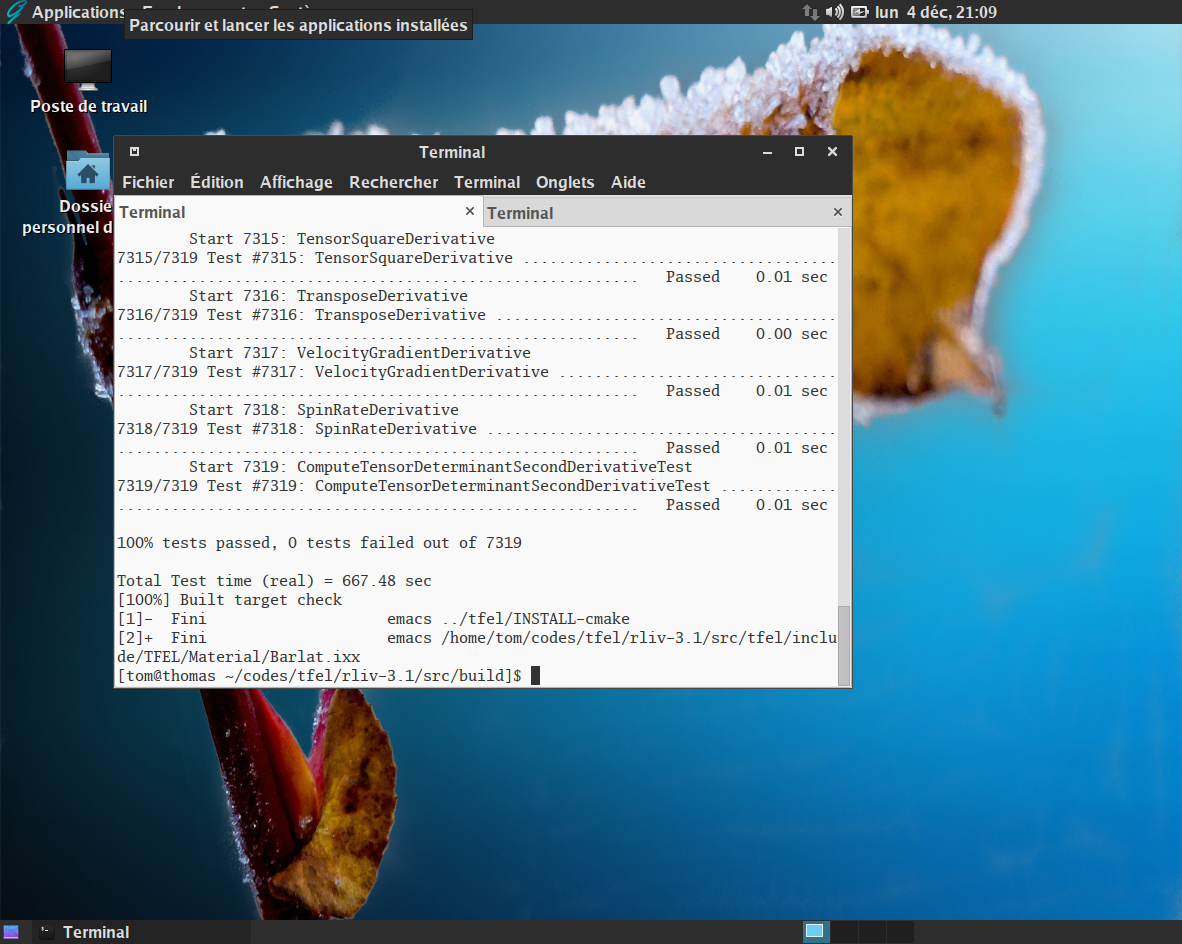 Applications
lun 4 déc, 21:09
Parcourir et lancer les applications installées
Poste de travail
Dossie
personnel d
Terminal
Fichier Édition Affichage Rechercher Terminal Onglets Aide
Terminal
Terminal
Start 7315: TensorSquareDerivative
7315/7319 Test #7315: TensorSquareDerivative ...................................
.......................................................... Passed 0.01 sec
Start 7316: TransposeDerivative
7316/7319 Test #7316: TransposeDerivative ......................................
.......................................................... Passed 0.00 sec
Start 7317: VelocityGradientDerivative
7317/7319 Test #7317: VelocityGradientDerivative ...............................
.......................................................... Passed 0.01 sec
Start 7318: SpinRateDerivative
7318/7319 Test #7318: SpinRateDerivative .......................................
.......................................................... Passed 0.01 sec
Start 7319: ComputeTensorDeterminantSecondDerivativeTest
7319/7319 Test #7319: ComputeTensorDeterminantSecondDerivativeTest .............
.......................................................... Passed 0.01 sec
100% tests passed, 0 tests failed out of 7319
Total Test time (real) = 667.48 sec
[100%] Built target check
[1]- Fini emacs ../tfel/INSTALL-cmake
[2]+ Fini emacs /home/tom/codes/tfel/rliv-3.1/src/tfel/inclu
de/TFEL/Material/Barlat.ixx
[tom@thomas ~/codes/tfel/rliv-3.1/src/build]$
Terminal